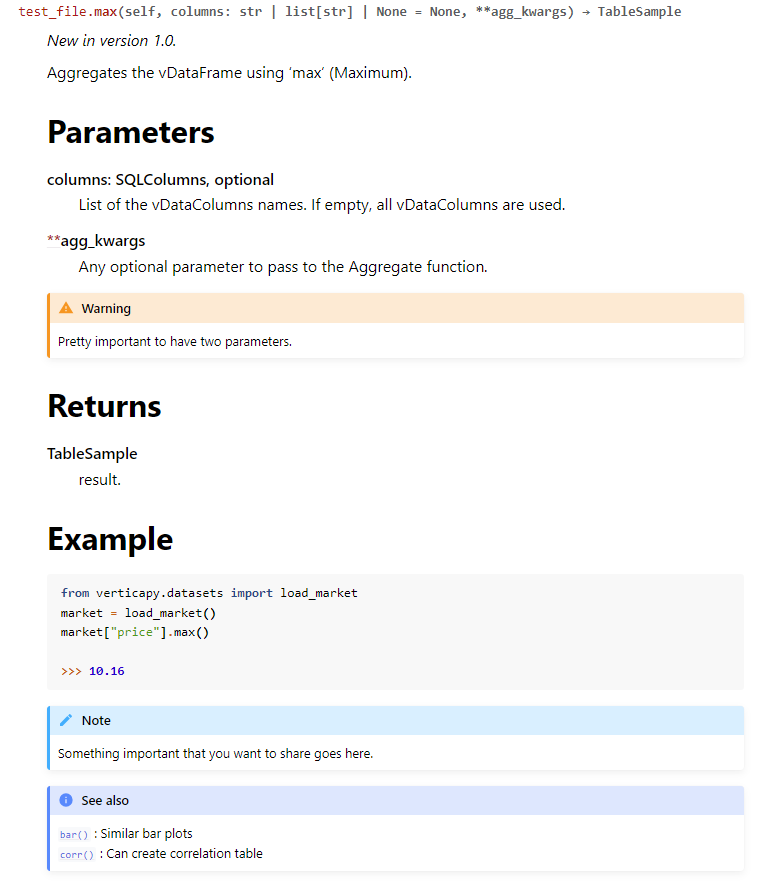 test_file.max(self, columns: str | list[str] | None = None, **agg_kwargs) → TableSample
New in version 1.0.
Aggregates the vDataFrame using ‘max’ (Maximum).
Parameters
columns: SQLColumns, optional
List of the vDataColumns names. If empty, all vDataColumns are used.
**agg_kwargs
Any optional parameter to pass to the Aggregate function.
Warning
Pretty important to have two parameters.
Returns
TableSample
result.
Example
from verticapy.datasets import load_market
market = load_market()
market["price"].max()
>>> 10.16
Note
Something important that you want to share goes here.
See also
bar() : Similar bar plots
corr() : Can create correlation table